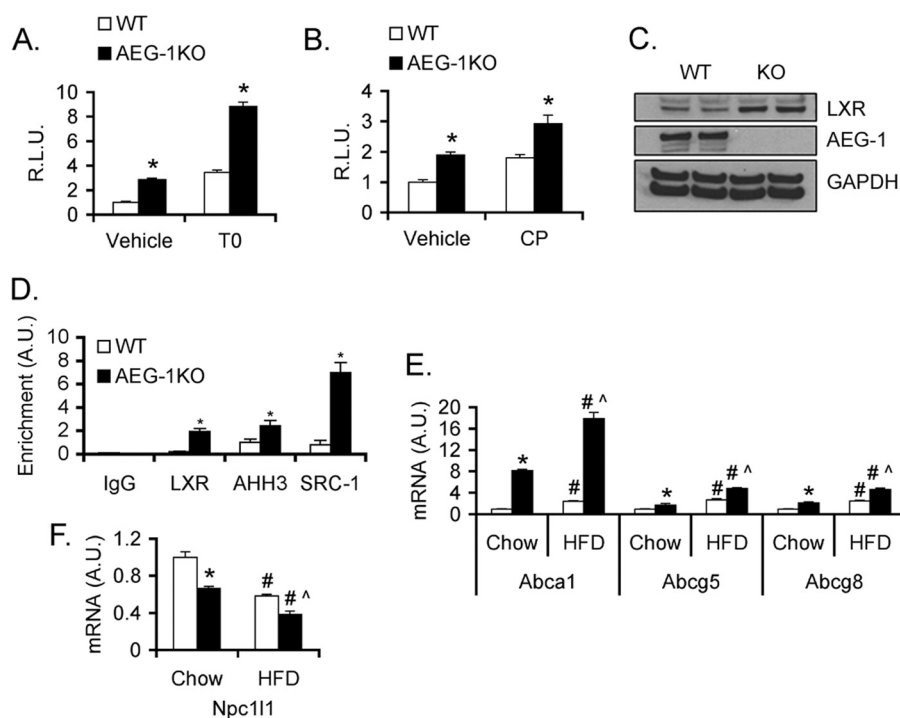 A.
WT
AEG-1KO
R.L.U.
10
8
6
4
2
0
* *
Vehicle T0
B.
WT
AEG-1KO
R.L.U.
4
3
2
1
0
* *
Vehicle CP
C.
WT KO
LXR
AEG-1
GAPDH
D.
WT
AEG-1KO
Enrichment (A.U.)
10
8
6
4
2
0
* * *
IgG LXR AHH3 SRC-1
E.
mRNA (A.U.)
20
16
12
8
4
0
* # # ^ * # # ^ * # # ^
Chow HFD Chow HFD Chow HFD
Abca1 Abcg5 Abcg8
F.
mRNA (A.U.)
1.2
0.8
0.4
0
* # # ^
Chow HFD
Npc1l1